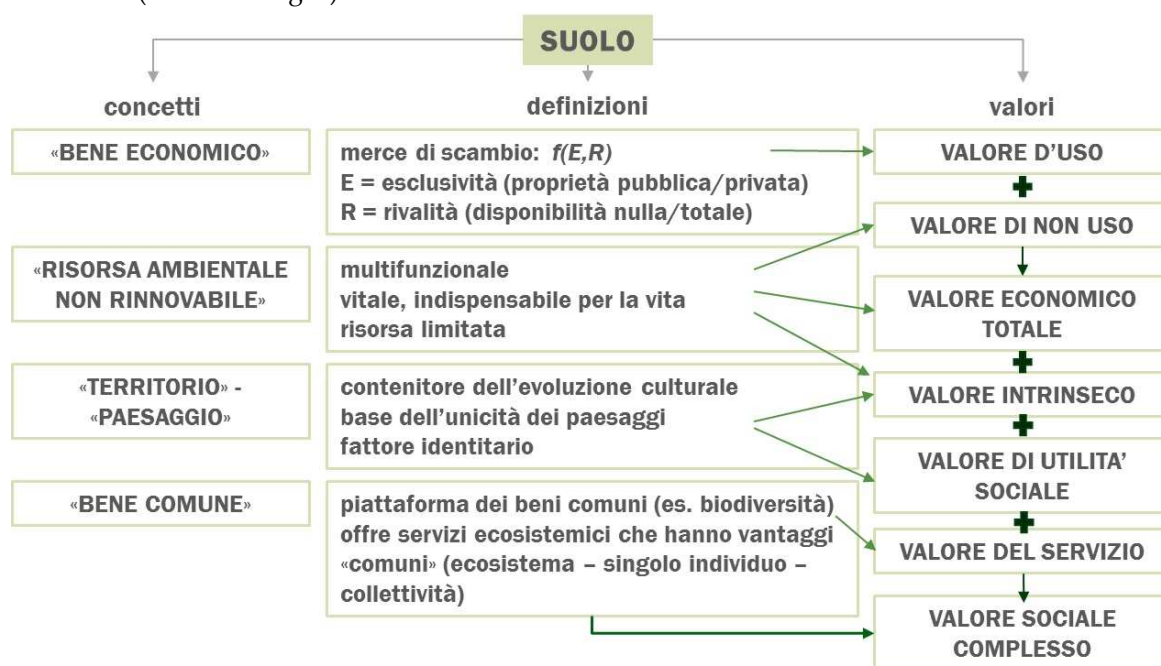 SUOLO
concetti
definizioni
valori
«BENE ECONOMICO»
merce di scambio: f(E,R)
E = esclusività (proprietà pubblica/privata)
R = rivalità (disponibilità nulla/totale)
VALORE D'USO
VALORE DI NON USO
«RISORSA AMBIENTALE
NON RINNOVABILE»
multifunzionale
vitale, indispensabile per la vita
risorsa limitata
VALORE ECONOMICO
TOTALE
«TERRITORIO» -
«PAESAGGIO»
contenitore dell'evoluzione culturale
base dell'unicità dei paesaggi
fattore identitario
VALORE INTRINSECO
VALORE DI UTILITA'
SOCIALE
«BENE COMUNE»
piattaforma dei beni comuni (es. biodiversità)
offre servizi ecosistemici che hanno vantaggi
«comuni» (ecosistema – singolo individuo –
collettività)
VALORE DEL SERVIZIO
VALORE SOCIALE
COMPLESSO